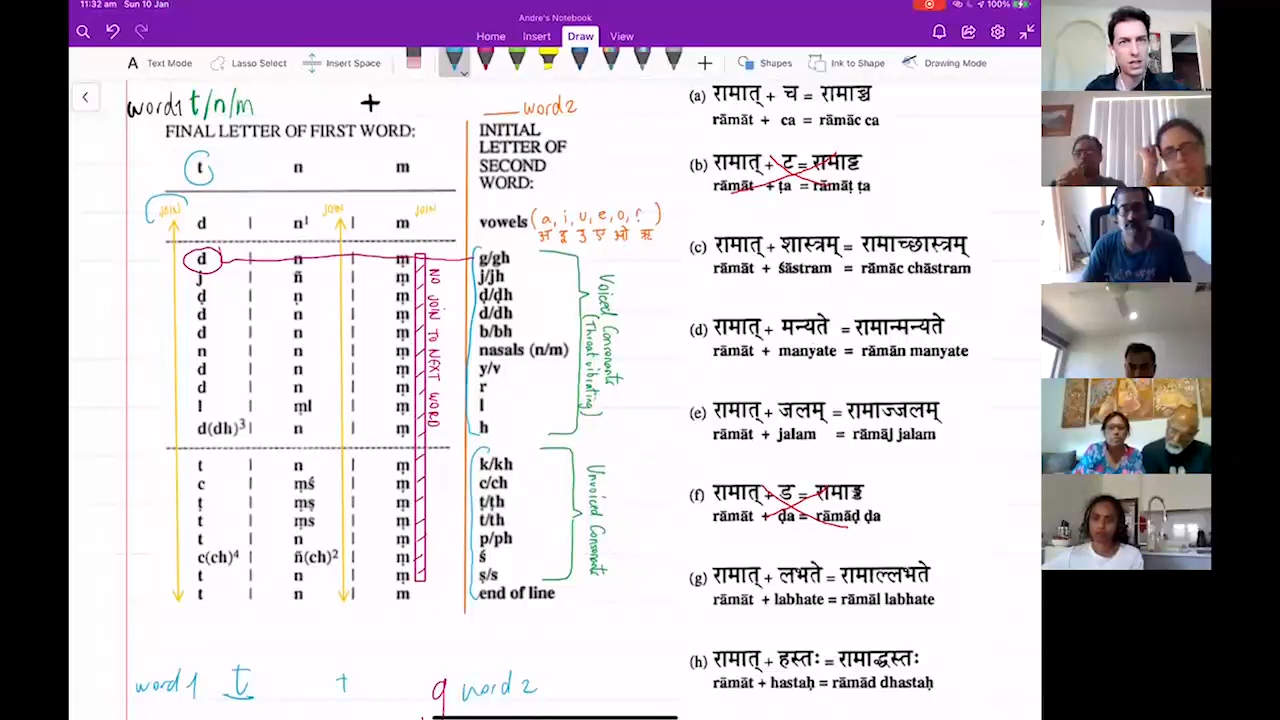 11:32 am Sun 10 Jan
100%
Andre's Notebook
Home Insert Draw View
Text Mode Lasso Select Insert Space Shapes Ink to Shape Drawing Mode
word1 t/n/m + __ word2
FINAL LETTER OF FIRST WORD:
t n m
INITIAL
LETTER OF
SECOND
WORD:
JOIN JOIN JOIN
d | n¹ | m vowels (a, i, u, e, o, ṛ)
अ इ उ ए ओ ऋ
d | n | ṃ g/gh
j | ñ | ṃ j/jh
ḍ | ṇ | ṃ ḍ/ḍh
d | n | ṃ d/dh
d | n | ṃ b/bh
n | n | ṃ nasals (n/m)
d | n | ṃ y/v
d | n | ṃ r
l | ṃl | ṃ l
d(dh)³ | n | ṃ h
NO JOIN TO NEXT WORD
Voiced Consonants
(Throat vibrating)
t | n | ṃ k/kh
c | ṃś | ṃ c/ch
ṭ | ṃṣ | ṃ ṭ/ṭh
t | ṃs | ṃ t/th
t | n | ṃ p/ph
c(ch)⁴ | ñ(ch)² | ṃ ś
t | n | ṃ ṣ/s
t | n | m end of line
Unvoiced Consonants
word1 t + g word2
(a) रामात् + च = रामाच्च
rāmāt + ca = rāmāc ca
(b) रामात् + ट = रामाट्ट
rāmāt + ṭa = rāmāṭ ṭa
(c) रामात् + शास्त्रम् = रामाच्छास्त्रम्
rāmāt + śāstram = rāmāc chāstram
(d) रामात् + मन्यते = रामान्मन्यते
rāmāt + manyate = rāmān manyate
(e) रामात् + जलम् = रामाज्जलम्
rāmāt + jalam = rāmāj jalam
(f) रामात् + ड = रामाड्ड
rāmāt + ḍa = rāmāḍ ḍa
(g) रामात् + लभते = रामाल्लभते
rāmāt + labhate = rāmāl labhate
(h) रामात् + हस्तः = रामाद्धस्तः
rāmāt + hastaḥ = rāmād dhastaḥ